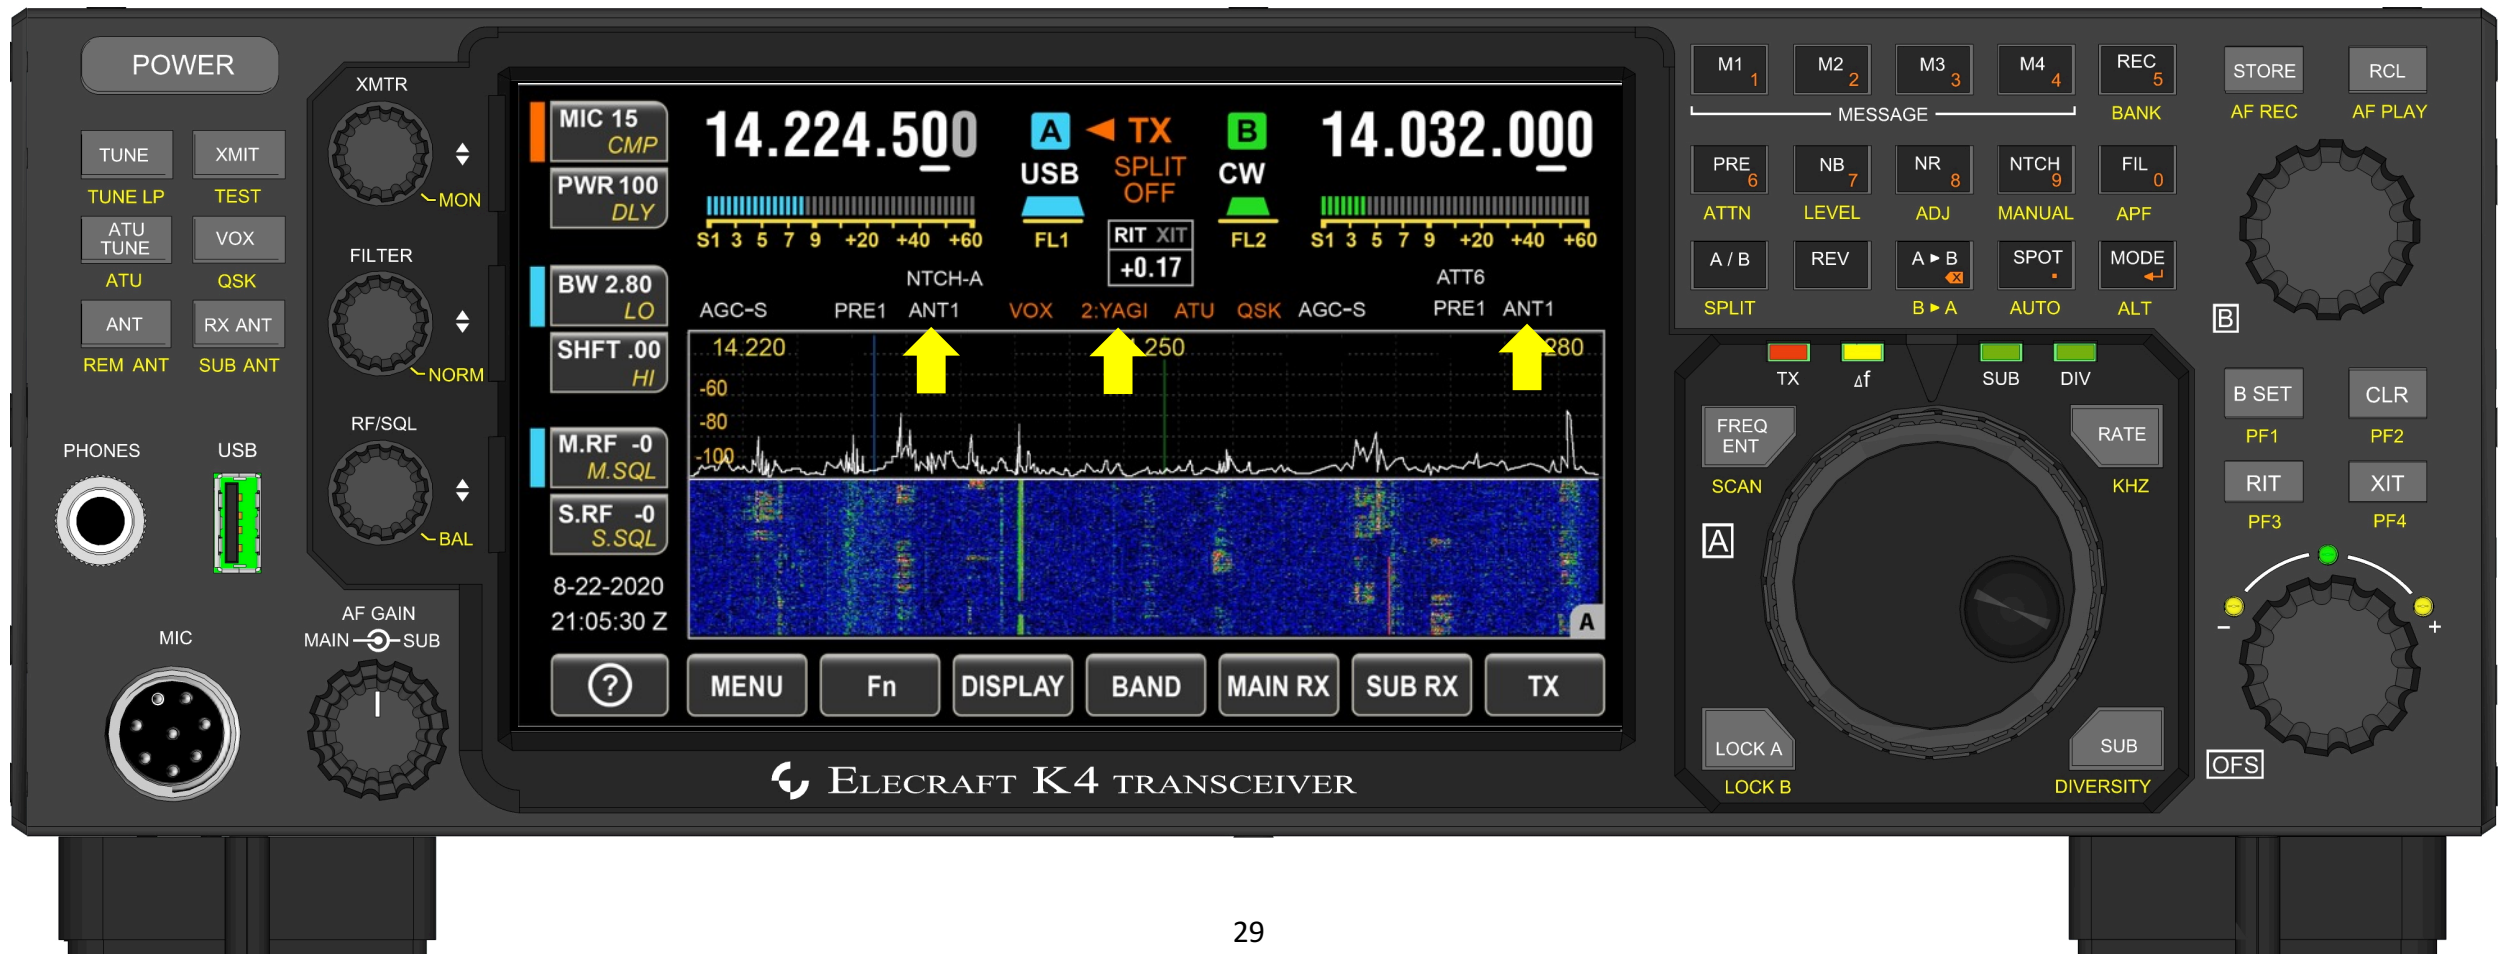 POWER
TUNE XMIT
TUNE LP TEST
ATU TUNE VOX
ATU QSK
ANT RX ANT
REM ANT SUB ANT
PHONES USB
MIC
XMTR
MON
FILTER
NORM
RF/SQL
BAL
AF GAIN
MAIN SUB
MIC 15
CMP
PWR 100
DLY
BW 2.80
LO
SHFT .00
HI
M.RF -0
M.SQL
S.RF -0
S.SQL
8-22-2020
21:05:30 Z
14.224.500 A TX B 14.032.000
USB SPLIT OFF CW
S1 3 5 7 9 +20 +40 +60 FL1 RIT XIT FL2 S1 3 5 7 9 +20 +40 +60
+0.17
NTCH-A ATT6
AGC-S PRE1 ANT1 VOX 2:YAGI ATU QSK AGC-S PRE1 ANT1
14.220 .250 280
-60
-80
-100
A
? MENU Fn DISPLAY BAND MAIN RX SUB RX TX
ELECRAFT K4 TRANSCEIVER
M1 1 M2 2 M3 3 M4 4 REC 5
MESSAGE BANK
PRE 6 NB 7 NR 8 NTCH 9 FIL 0
ATTN LEVEL ADJ MANUAL APF
A / B REV A ▸ B SPOT . MODE
SPLIT B ▸ A AUTO ALT
TX Δf SUB DIV
FREQ ENT RATE
SCAN KHZ
A
LOCK A SUB
LOCK B DIVERSITY
STORE RCL
AF REC AF PLAY
B
B SET CLR
PF1 PF2
RIT XIT
PF3 PF4
− +
OFS
29